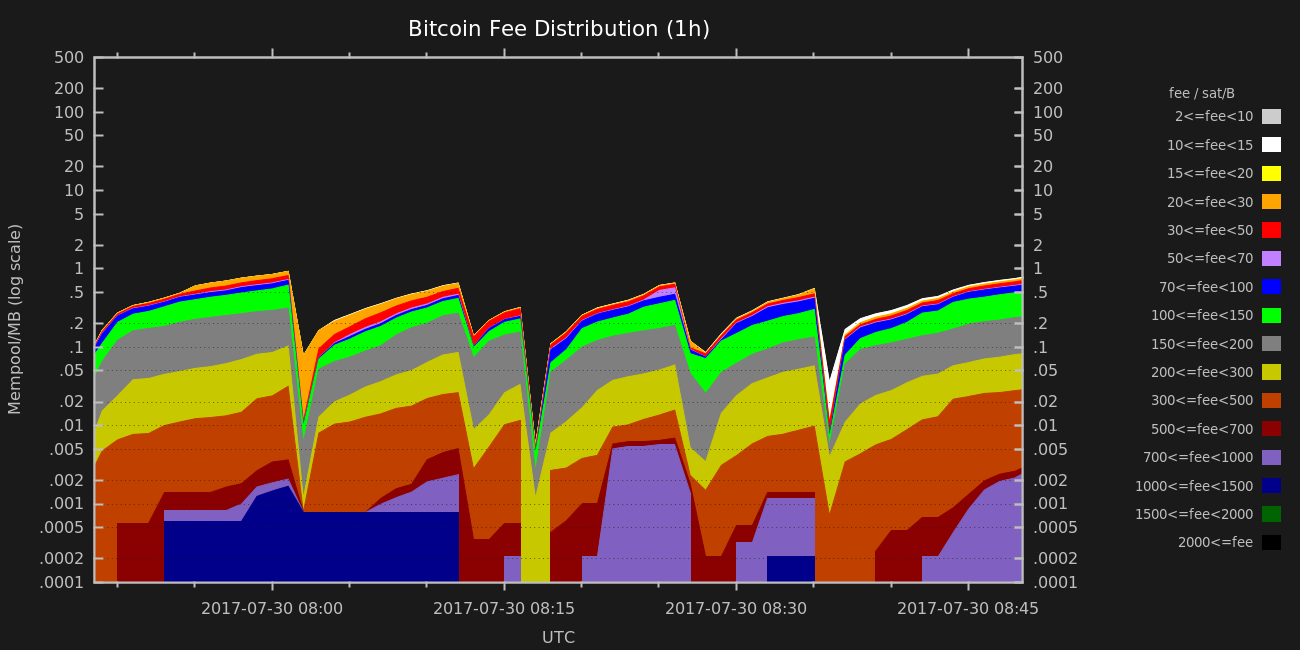 Bitcoin Fee Distribution (1h)
500
200
100
50
20
10
5
2
1
.5
.2
.1
.05
.02
.01
.005
.002
.001
.0005
.0002
.0001
Mempool/MB (log scale)
500
200
100
50
20
10
5
2
1
.5
.2
.1
.05
.02
.01
.005
.002
.001
.0005
.0002
.0001
2017-07-30 08:00
2017-07-30 08:15
2017-07-30 08:30
2017-07-30 08:45
UTC
fee / sat/B
2<=fee<10
10<=fee<15
15<=fee<20
20<=fee<30
30<=fee<50
50<=fee<70
70<=fee<100
100<=fee<150
150<=fee<200
200<=fee<300
300<=fee<500
500<=fee<700
700<=fee<1000
1000<=fee<1500
1500<=fee<2000
2000<=fee